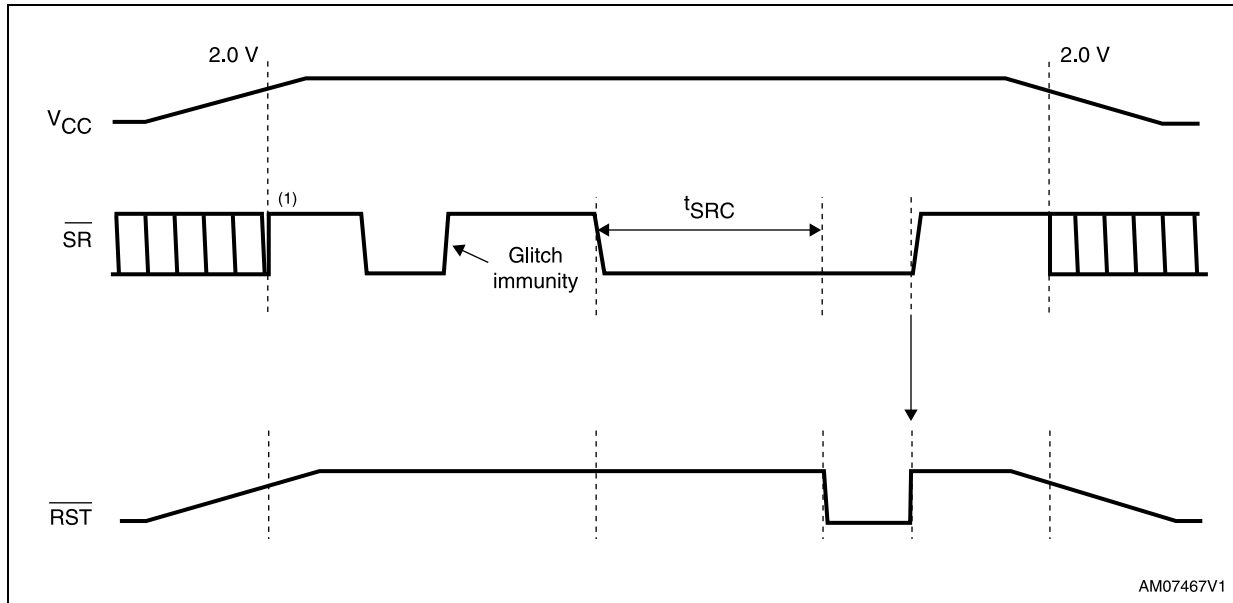 2.0 V
2.0 V
VCC
(1)
SR
tSRC
Glitch
immunity
RST
AM07467V1